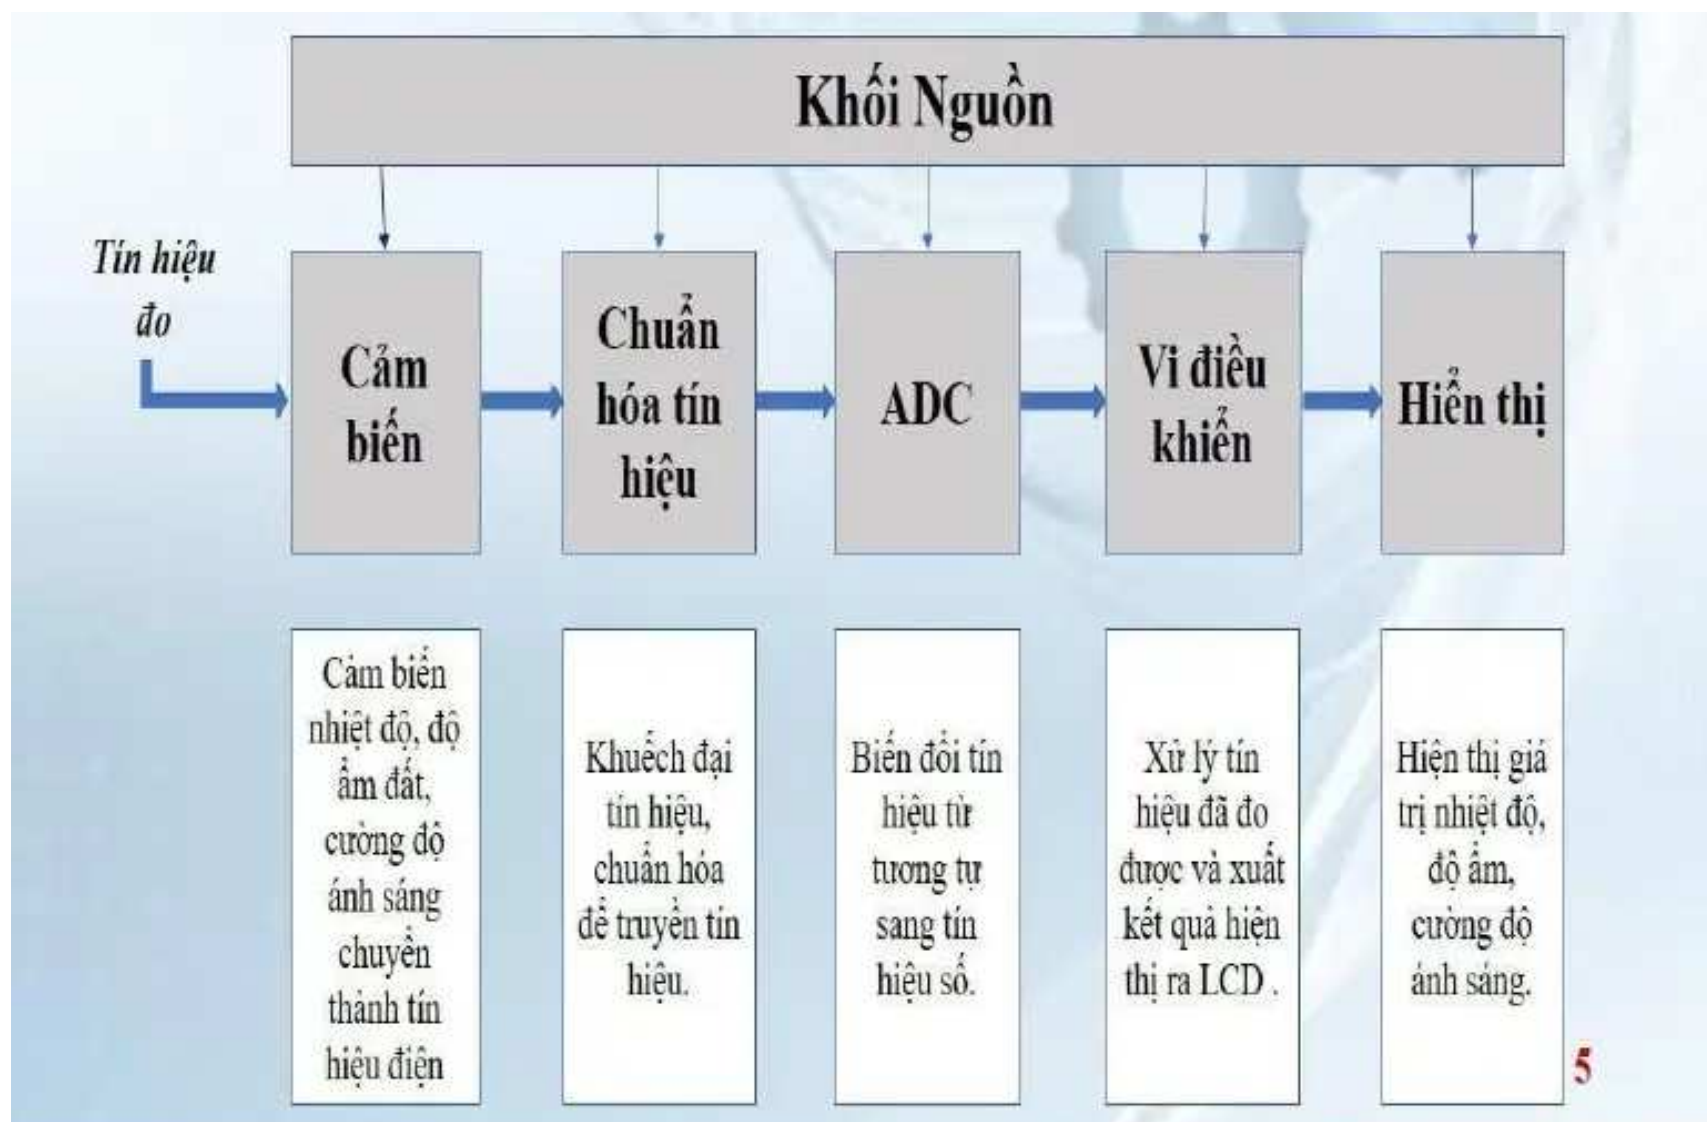 Khối Nguồn
Tín hiệu
đo
Cảm
biến
Chuẩn
hóa tín
hiệu
ADC
Vi điều
khiển
Hiển thị
Cảm biến
nhiệt độ, độ
ẩm đất,
cường độ
ánh sáng
chuyển
thành tín
hiệu điện
Khuếch đại
tín hiệu,
chuẩn hóa
để truyền tín
hiệu.
Biến đổi tín
hiệu từ
tương tự
sang tín
hiệu số.
Xử lý tín
hiệu đã đo
được và xuất
kết quả hiện
thị ra LCD .
Hiện thị giá
trị nhiệt độ,
độ ẩm,
cường độ
ánh sáng.
5